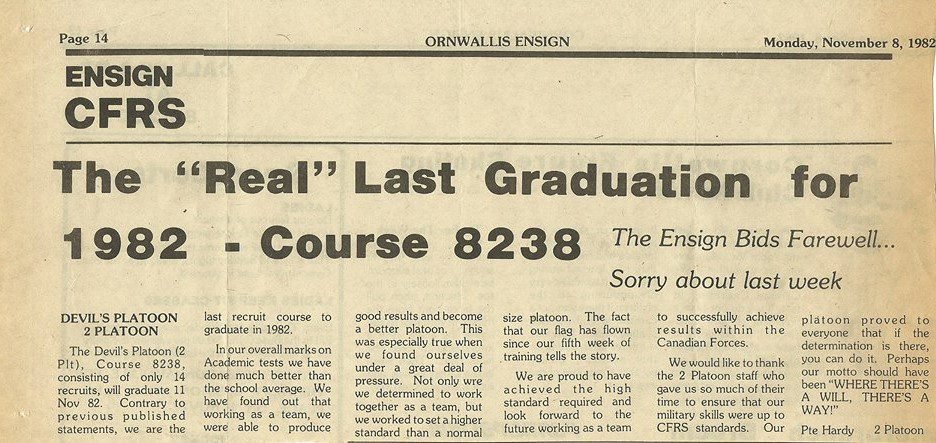 Page 14
ORNWALLIS ENSIGN
Monday, November 8, 1982
ENSIGN
CFRS
The "Real" Last Graduation for
1982 - Course 8238
The Ensign Bids Farewell...
Sorry about last week
DEVIL'S PLATOON
2 PLATOON
The Devil's Platoon (2
Plt), Course 8238,
consisting of only 14
recruits, will graduate 11
Nov 82. Contrary to
previous published
statements, we are the
last recruit course to
graduate in 1982.
In our overall marks on
Academic tests we have
done much better than
the school average. We
have found out that
working as a team, we
were able to produce
good results and become
a better platoon. This
was especially true when
we found ourselves
under a great deal of
pressure. Not only wre
we determined to work
together as a team, but
we worked to set a higher
standard than a normal
size platoon. The fact
that our flag has flown
since our fifth week of
training tells the story.
We are proud to have
achieved the high
standard required and
look forward to the
future working as a team
to successfully achieve
results within the
Canadian Forces.
We would like to thank
the 2 Platoon staff who
gave us so much of their
time to ensure that our
military skills were up to
CFRS standards. Our
platoon proved to
everyone that if the
determination is there,
you can do it. Perhaps
our motto should have
been "WHERE THERE'S
A WILL, THERE'S A
WAY!"
Pte Hardy 2 Platoon